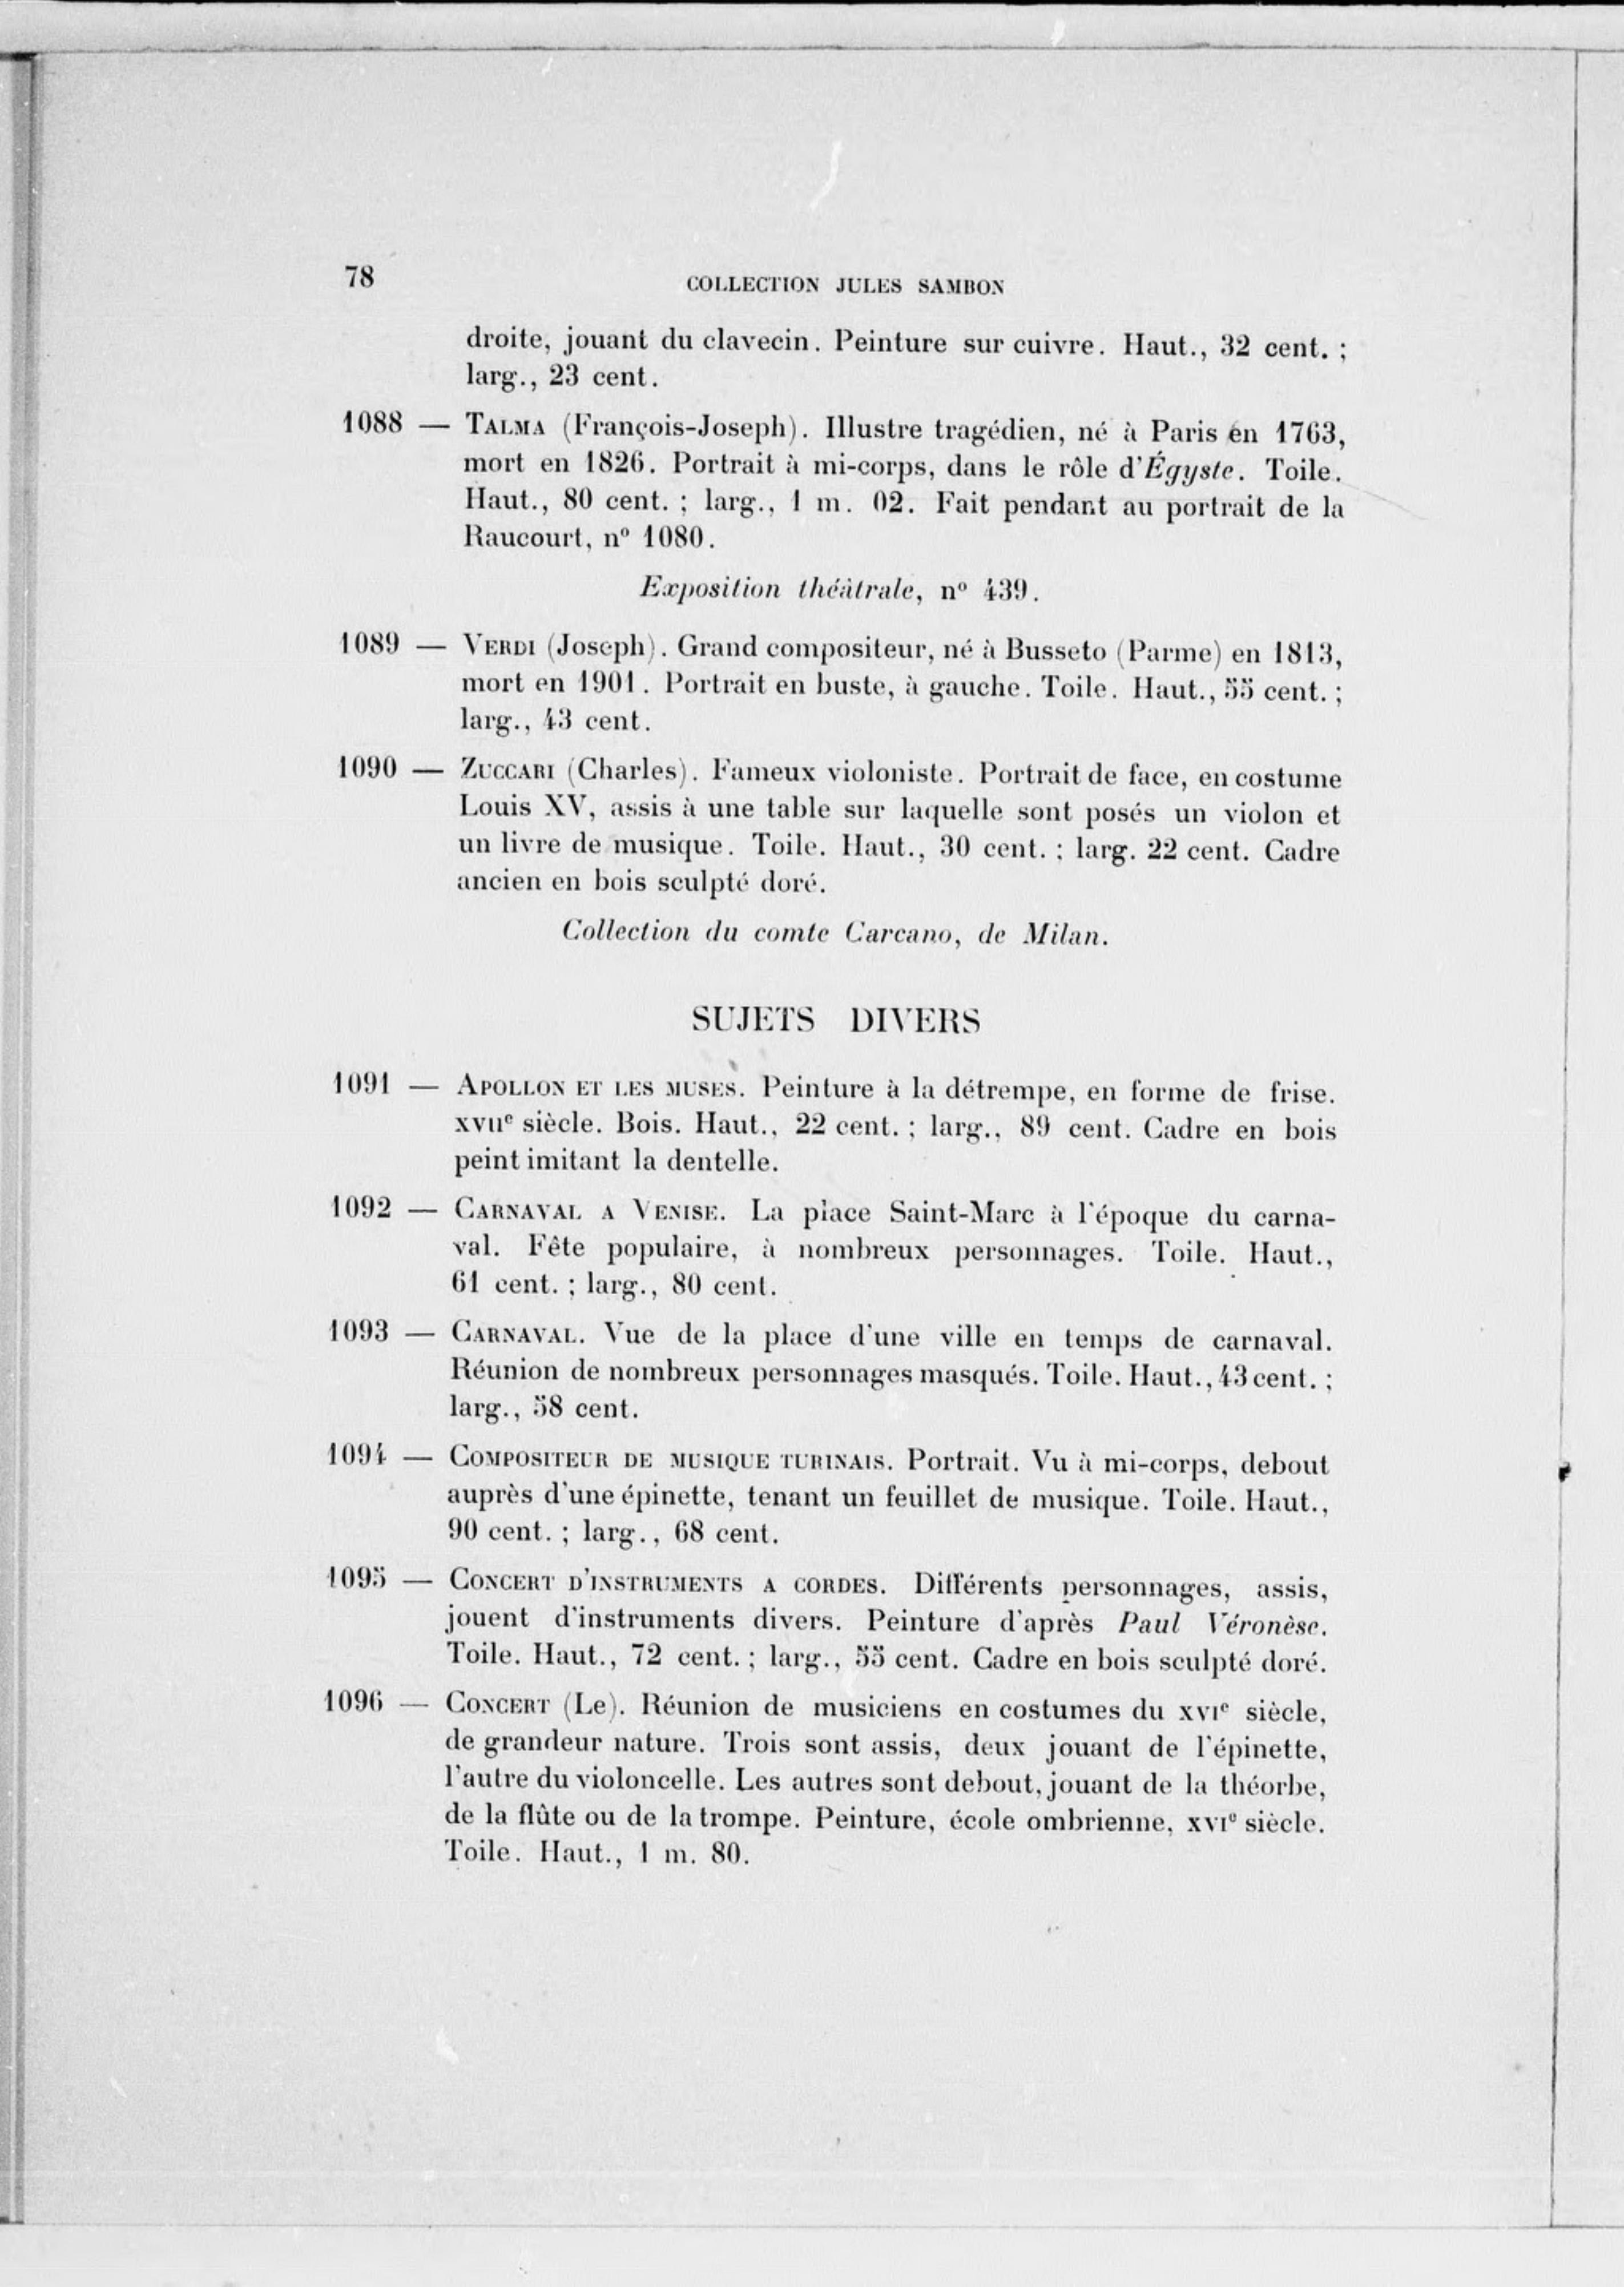 78
COLLECTION JULES SAMBON
droite, jouant du clavecin. Peinture sur cuivre. Haut., 32 cent. ;
larg., 23 cent.
1088 — TALMA (François-Joseph). Illustre tragédien, né à Paris en 1763,
mort en 1826. Portrait à mi-corps, dans le rôle d'Égyste. Toile.
Haut., 80 cent. ; larg., 1 m. 02. Fait pendant au portrait de la
Raucourt, nº 1080.
Exposition théâtrale, nº 439.
1089 — VERDI (Joseph). Grand compositeur, né à Busseto (Parme) en 1813,
mort en 1901. Portrait en buste, à gauche. Toile. Haut., 55 cent. ;
larg., 43 cent.
1090 — ZUCCARI (Charles). Fameux violoniste. Portrait de face, en costume
Louis XV, assis à une table sur laquelle sont posés un violon et
un livre de musique. Toile. Haut., 30 cent. ; larg. 22 cent. Cadre
ancien en bois sculpté doré.
Collection du comte Carcano, de Milan.
SUJETS DIVERS
1091 — APOLLON ET LES MUSES. Peinture à la détrempe, en forme de frise.
XVIIe siècle. Bois. Haut., 22 cent. ; larg., 89 cent. Cadre en bois
peint imitant la dentelle.
1092 — CARNAVAL A VENISE. La place Saint-Marc à l'époque du carna-
val. Fête populaire, à nombreux personnages. Toile. Haut.,
61 cent. ; larg., 80 cent.
1093 — CARNAVAL. Vue de la place d'une ville en temps de carnaval.
Réunion de nombreux personnages masqués. Toile. Haut., 43 cent. ;
larg., 58 cent.
1094 — COMPOSITEUR DE MUSIQUE TURINAIS. Portrait. Vu à mi-corps, debout
auprès d'une épinette, tenant un feuillet de musique. Toile. Haut.,
90 cent. ; larg., 68 cent.
1095 — CONCERT D'INSTRUMENTS A CORDES. Différents personnages, assis,
jouent d'instruments divers. Peinture d'après Paul Véronèse.
Toile. Haut., 72 cent. ; larg., 55 cent. Cadre en bois sculpté doré.
1096 — CONCERT (Le). Réunion de musiciens en costumes du XVIe siècle,
de grandeur nature. Trois sont assis, deux jouant de l'épinette,
l'autre du violoncelle. Les autres sont debout, jouant de la théorbe,
de la flûte ou de la trompe. Peinture, école ombrienne, XVIe siècle.
Toile. Haut., 1 m. 80.